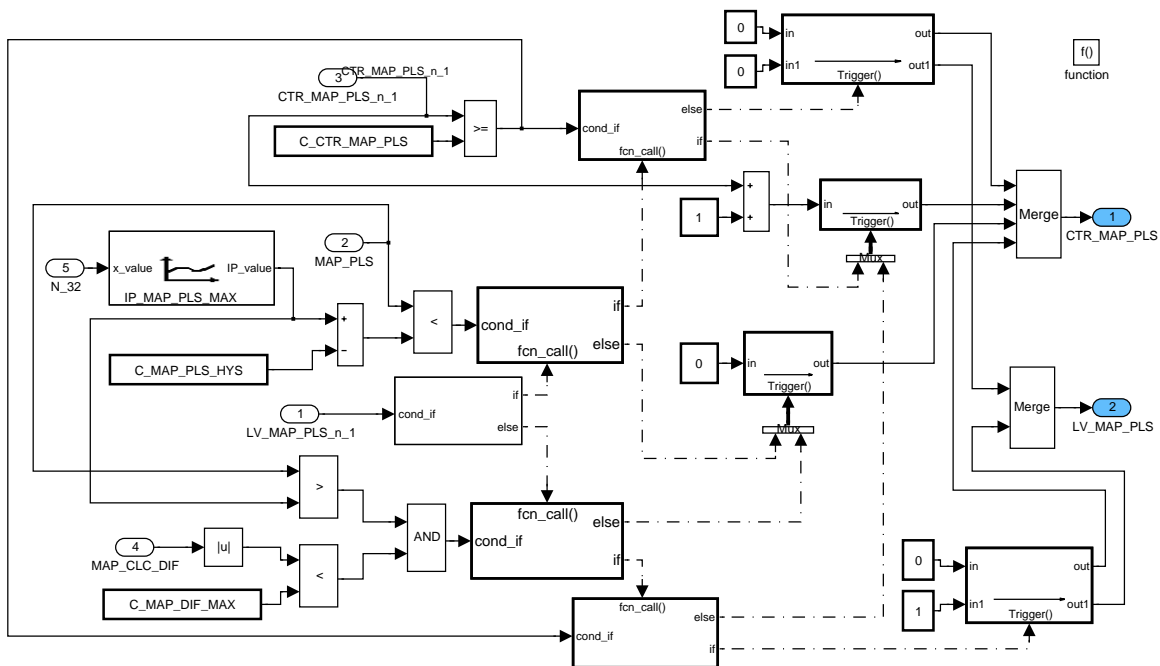 0
in
out
0
in1
out1
Trigger()
f()
function
CTR_MAP_PLS_n_1
3
CTR_MAP_PLS_n_1
>=
C_CTR_MAP_PLS
cond_if
else
if
fcn_call()
+
+
1
in
out
Trigger()
Mux
Merge
1
CTR_MAP_PLS
2
MAP_PLS
5
N_32
x_value
IP_value
IP_MAP_PLS_MAX
+
−
<
C_MAP_PLS_HYS
cond_if
if
else
fcn_call()
0
in
out
Trigger()
Mux
1
LV_MAP_PLS_n_1
cond_if
if
else
Merge
2
LV_MAP_PLS
>
AND
fcn_call()
cond_if
else
if
4
MAP_CLC_DIF
|u|
<
C_MAP_DIF_MAX
fcn_call()
cond_if
else
if
0
in
out
1
in1
out1
Trigger()